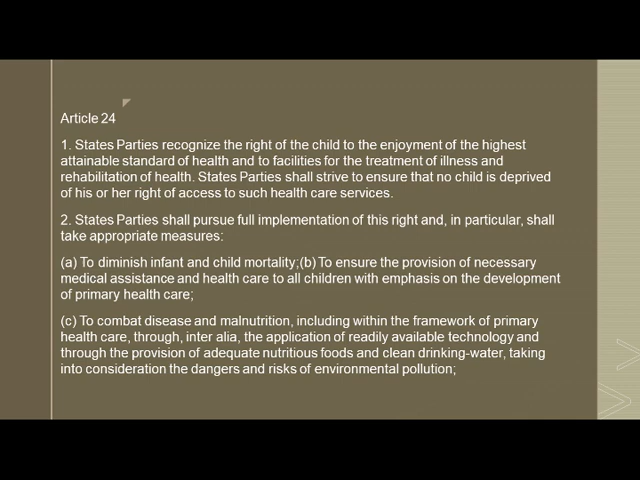 Article 24
1. States Parties recognize the right of the child to the enjoyment of the highest
attainable standard of health and to facilities for the treatment of illness and
rehabilitation of health. States Parties shall strive to ensure that no child is deprived
of his or her right of access to such health care services.
2. States Parties shall pursue full implementation of this right and, in particular, shall
take appropriate measures:
(a) To diminish infant and child mortality;(b) To ensure the provision of necessary
medical assistance and health care to all children with emphasis on the development
of primary health care;
(c) To combat disease and malnutrition, including within the framework of primary
health care, through, inter alia, the application of readily available technology and
through the provision of adequate nutritious foods and clean drinking-water, taking
into consideration the dangers and risks of environmental pollution;